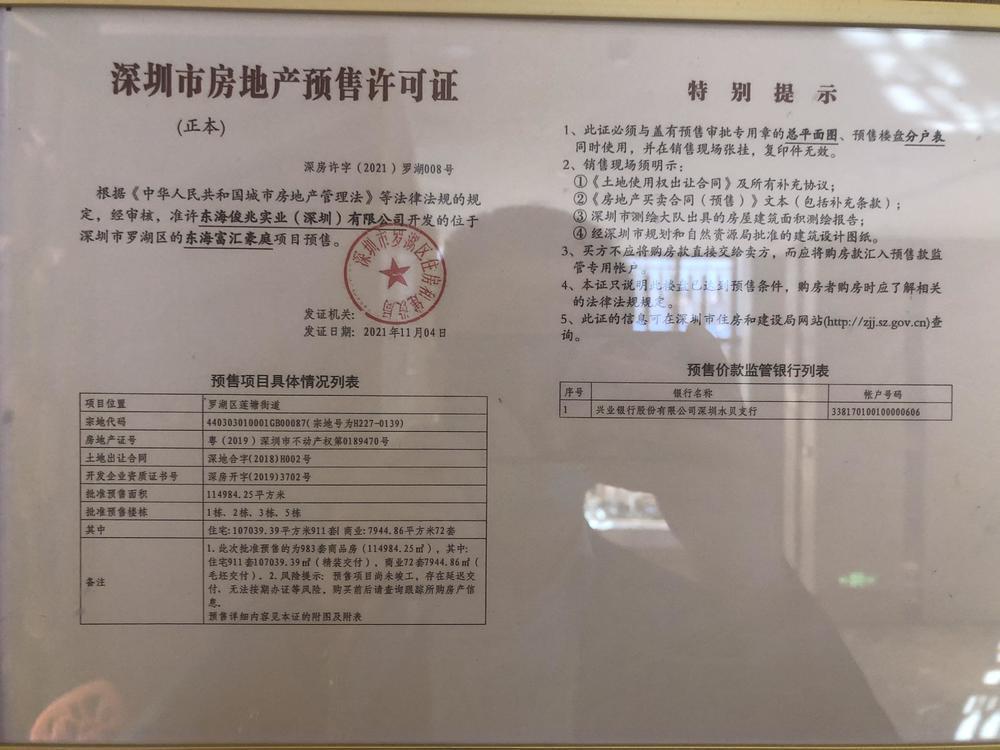 深圳市房地产预售许可证
(正本)
深房许字（2021）罗湖008号
根据《中华人民共和国城市房地产管理法》等法律法规的规
定，经审核，准许东海俊兆实业（深圳）有限公司开发的位于
深圳市罗湖区的东海富汇豪庭项目预售。
深圳市罗湖区住房和建设局
发证机关：
发证日期：2021年11月04日
预售项目具体情况列表
项目位置 罗湖区莲塘街道
宗地代码 440303010001GB00087(宗地号为H227-0139)
房地产证号 粤（2019）深圳市不动产权第0189470号
土地出让合同 深地合字(2018)H002号
开发企业资质证书号 深房开字(2019)3702号
批准预售面积 114984.25平方米
批准预售楼栋 1栋、2栋、3栋、5栋
其中 住宅:107039.39平方米911套| 商业:7944.86平方米72套
备注
1.此次批准预售的为983套商品房（114984.25㎡），其中:
住宅911套107039.39㎡（精装交付），商业72套7944.86㎡（
毛坯交付）。2.风险提示：预售项目尚未竣工，存在延迟交
付、无法按期办证等风险，购买前后请查询跟踪所购房产信
息。
预售详细内容见本证的附图及附表
特别提示
1、此证必须与盖有预售审批专用章的总平面图、预售楼盘分户表
同时使用，并在销售现场张挂，复印件无效。
2、销售现场须明示：
①《土地使用权出让合同》及所有补充协议；
②《房地产买卖合同（预售）》文本（包括补充条款）；
③深圳市测绘大队出具的房屋建筑面积测绘报告；
④经深圳市规划和自然资源局批准的建筑设计图纸。
3、买方不应将购房款直接交给卖方，而应将购房款汇入预售款监
管专用帐户。
4、本证只说明此楼盘已达到预售条件，购房者购房时应了解相关
的法律法规规定。
5、此证的信息可在深圳市住房和建设局网站(http://zjj.sz.gov.cn)查
询。
预售价款监管银行列表
序号 银行名称 帐户号码
1 兴业银行股份有限公司深圳水贝支行 338170100100000606